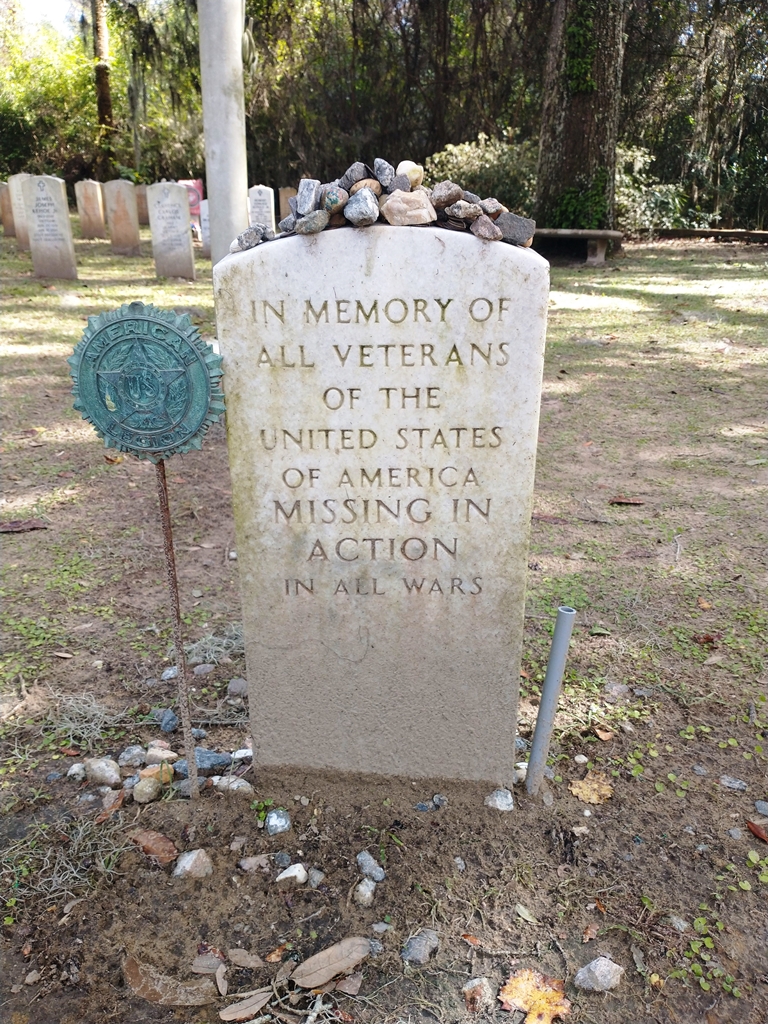 IN MEMORY OF
ALL VETERANS
OF THE
UNITED STATES
OF AMERICA
MISSING IN
ACTION
IN ALL WARS
AMERICAN
US
LEGION